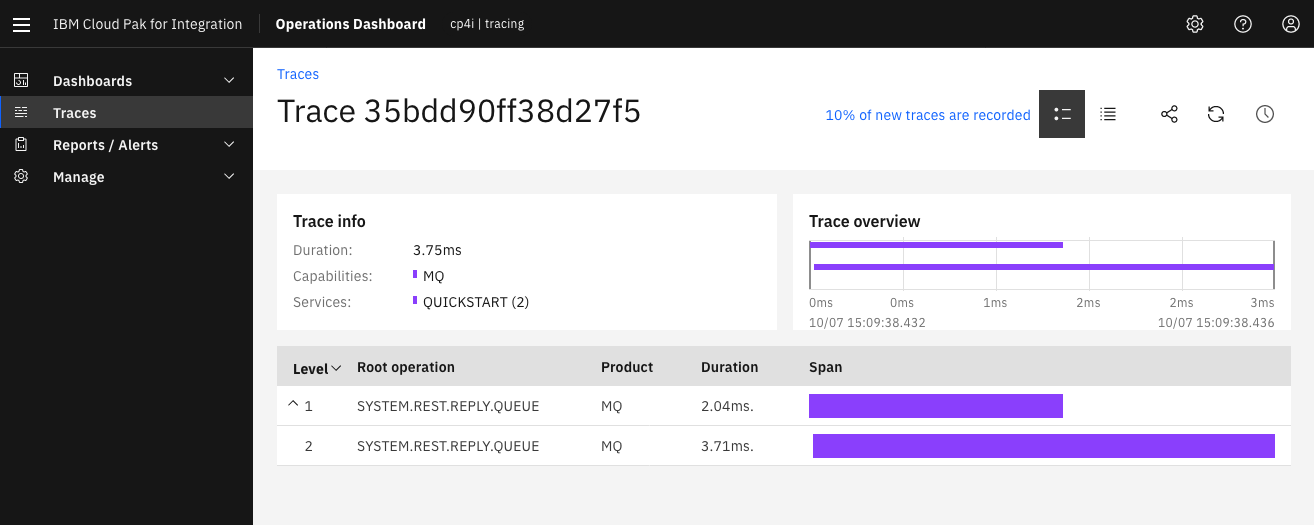 IBM Cloud Pak for Integration Operations Dashboard cp4i | tracing
Dashboards
Traces
Reports / Alerts
Manage
Traces
Trace 35bdd90ff38d27f5
10% of new traces are recorded
Trace info
Duration: 3.75ms
Capabilities: MQ
Services: QUICKSTART (2)
Trace overview
0ms 0ms 1ms 2ms 2ms 3ms
10/07 15:09:38.432 10/07 15:09:38.436
Level Root operation Product Duration Span
1 SYSTEM.REST.REPLY.QUEUE MQ 2.04ms.
2 SYSTEM.REST.REPLY.QUEUE MQ 3.71ms.